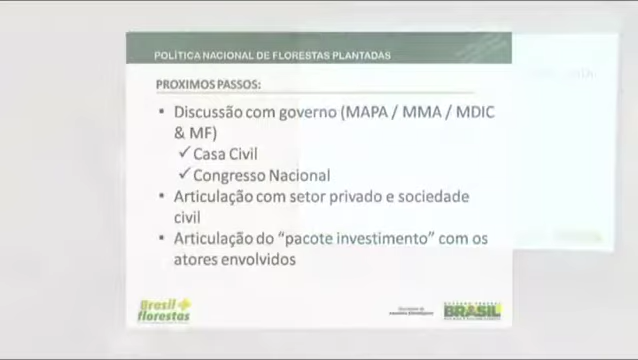 POLÍTICA NACIONAL DE FLORESTAS PLANTADAS
PROXIMOS PASSOS:
▪ Discussão com governo (MAPA / MMA / MDIC
& MF)
✓ Casa Civil
✓ Congresso Nacional
▪ Articulação com setor privado e sociedade
civil
▪ Articulação do “pacote investimento” com os
atores envolvidos
Brasil +
florestas
BRASIL